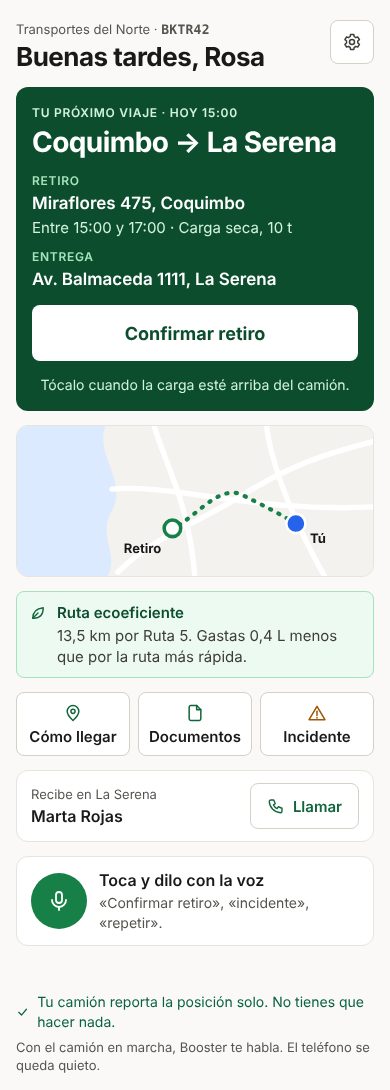 Transportes del Norte · BKTR42
Buenas tardes, Rosa
TU PRÓXIMO VIAJE · HOY 15:00
Coquimbo → La Serena
RETIRO
Miraflores 475, Coquimbo
Entre 15:00 y 17:00 · Carga seca, 10 t
ENTREGA
Av. Balmaceda 1111, La Serena
Confirmar retiro
Tócalo cuando la carga esté arriba del camión.
Retiro
Tú
Ruta ecoeficiente
13,5 km por Ruta 5. Gastas 0,4 L menos
que por la ruta más rápida.
Cómo llegar
Documentos
Incidente
Recibe en La Serena
Marta Rojas
Llamar
Toca y dilo con la voz
«Confirmar retiro», «incidente»,
«repetir».
Tu camión reporta la posición solo. No tienes que
hacer nada.
Con el camión en marcha, Booster te habla. El teléfono se
queda quieto.